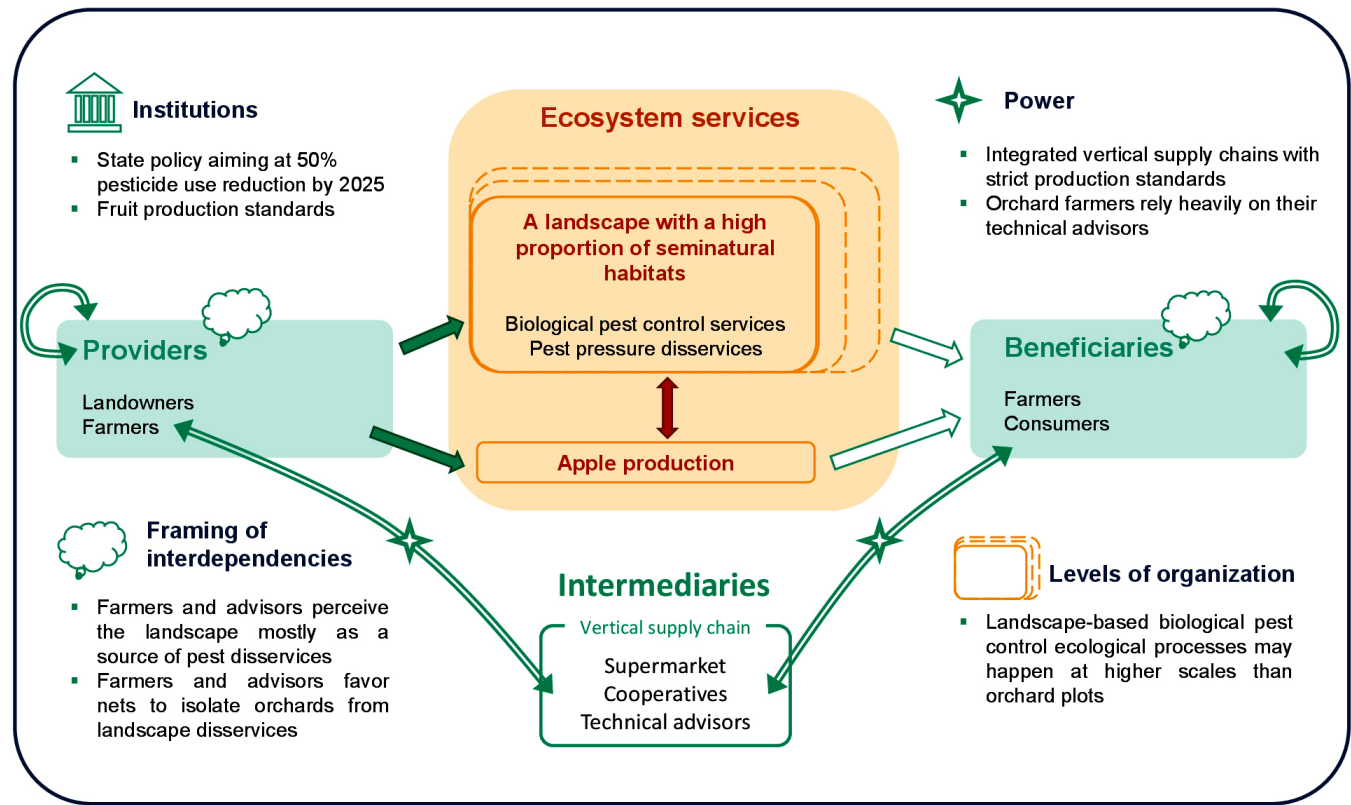 Institutions
▪ State policy aiming at 50%
pesticide use reduction by 2025
▪ Fruit production standards
Ecosystem services
A landscape with a high
proportion of seminatural
habitats
Biological pest control services
Pest pressure disservices
Apple production
Power
▪ Integrated vertical supply chains with
strict production standards
▪ Orchard farmers rely heavily on their
technical advisors
Providers
Landowners
Farmers
Beneficiaries
Farmers
Consumers
Framing of
interdependencies
▪ Farmers and advisors perceive
the landscape mostly as a
source of pest disservices
▪ Farmers and advisors favor
nets to isolate orchards from
landscape disservices
Intermediaries
Vertical supply chain
Supermarket
Cooperatives
Technical advisors
Levels of organization
▪ Landscape-based biological pest
control ecological processes may
happen at higher scales than
orchard plots